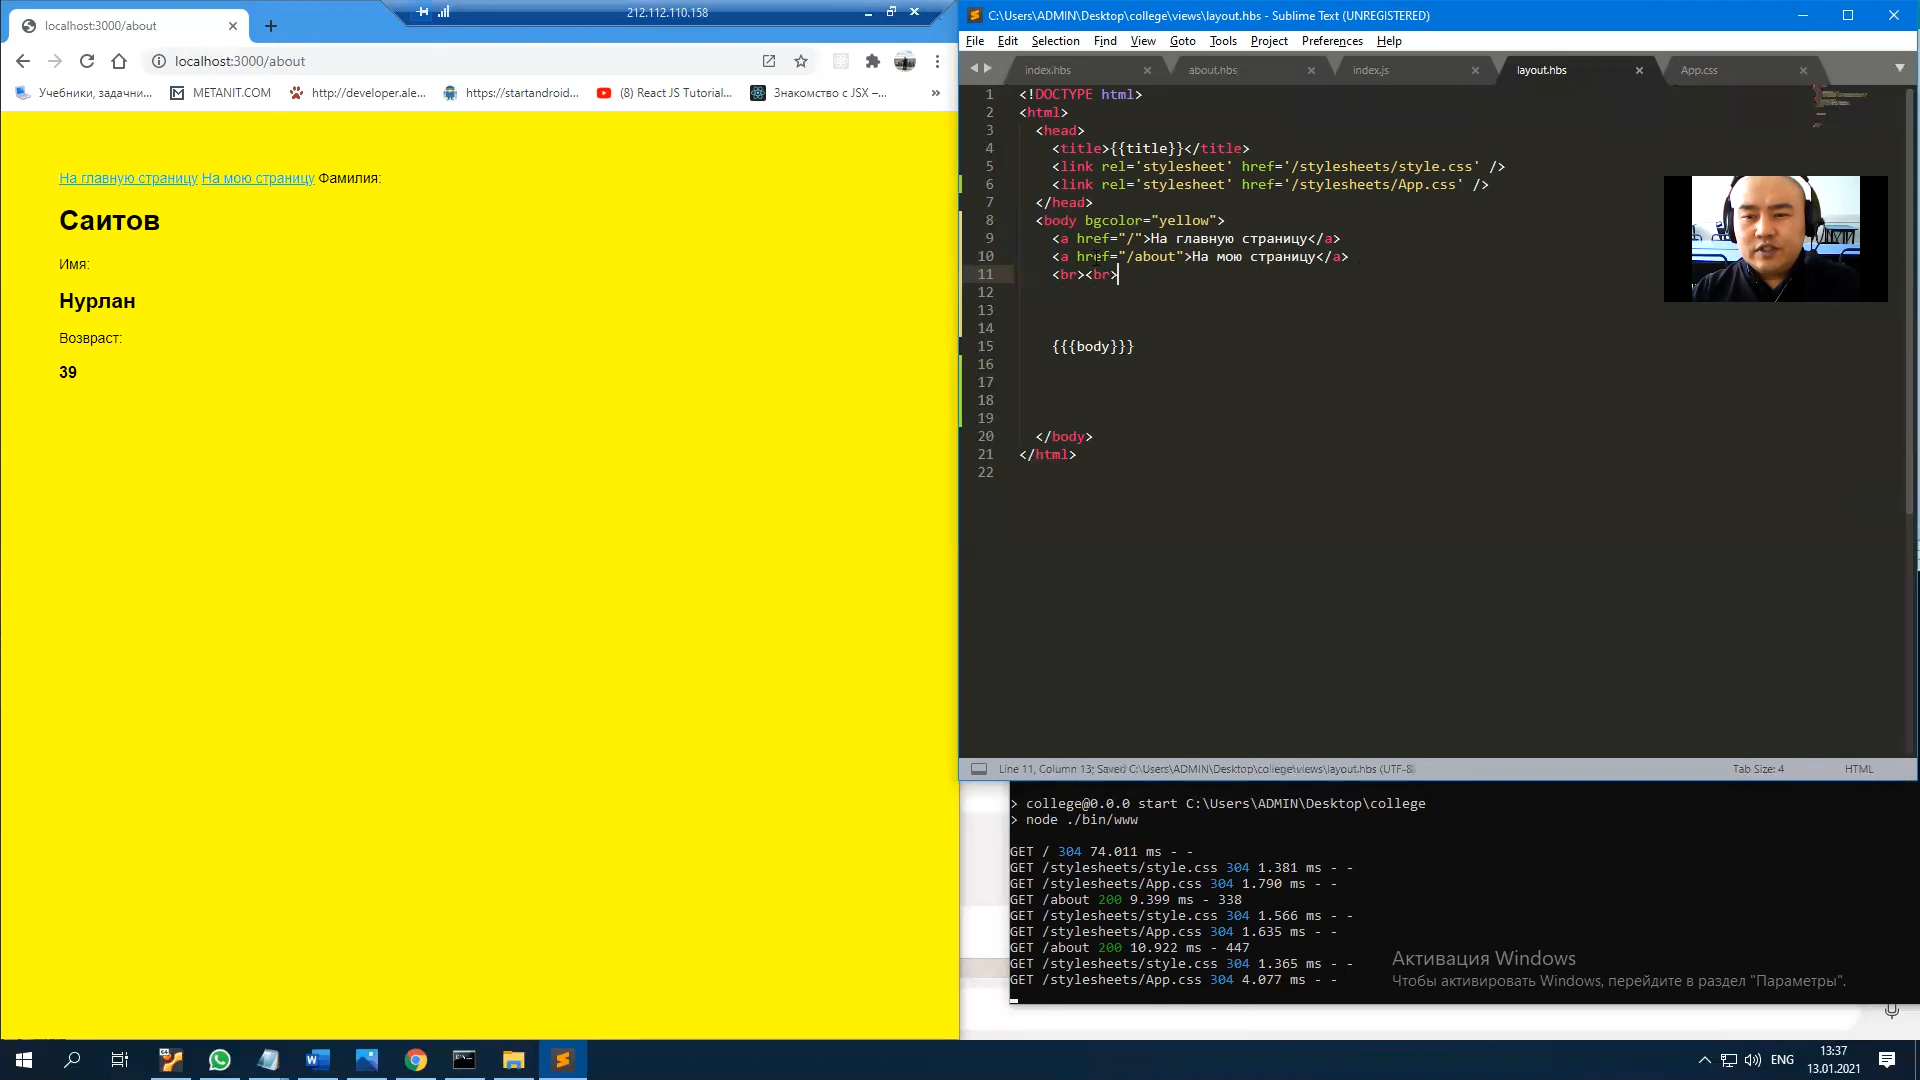 localhost:3000/about
212.112.110.158
localhost:3000/about
Учебники, задачни...
METANIT.COM
http://developer.ale...
https://startandroid...
(8) React JS Tutorial...
Знакомство с JSX –...
»
На главную страницу На мою страницу Фамилия:
Саитов
Имя:
Нурлан
Возвраст:
39
C:\Users\ADMIN\Desktop\college\views\layout.hbs - Sublime Text (UNREGISTERED)
File Edit Selection Find View Goto Tools Project Preferences Help
index.hbs
about.hbs
index.js
layout.hbs
App.css
1 <!DOCTYPE html>
2 <html>
3 <head>
4 <title>{{title}}</title>
5 <link rel='stylesheet' href='/stylesheets/style.css' />
6 <link rel='stylesheet' href='/stylesheets/App.css' />
7 </head>
8 <body bgcolor="yellow">
9 <a href="/">На главную страницу</a>
10 <a href="/about">На мою страницу</a>
11 <br><br>
12
13
14
15 {{{body}}}
16
17
18
19
20 </body>
21 </html>
22
Line 11, Column 13; Saved C:\Users\ADMIN\Desktop\college\views\layout.hbs (UTF-8)
Tab Size: 4
HTML
> college@0.0.0 start C:\Users\ADMIN\Desktop\college
> node ./bin/www
GET / 304 74.011 ms - -
GET /stylesheets/style.css 304 1.381 ms - -
GET /stylesheets/App.css 304 1.790 ms - -
GET /about 200 9.399 ms - 338
GET /stylesheets/style.css 304 1.566 ms - -
GET /stylesheets/App.css 304 1.635 ms - -
GET /about 200 10.922 ms - 447
GET /stylesheets/style.css 304 1.365 ms - -
GET /stylesheets/App.css 304 4.077 ms - -
Активация Windows
Чтобы активировать Windows, перейдите в раздел "Параметры".
ENG
13:37
13.01.2021